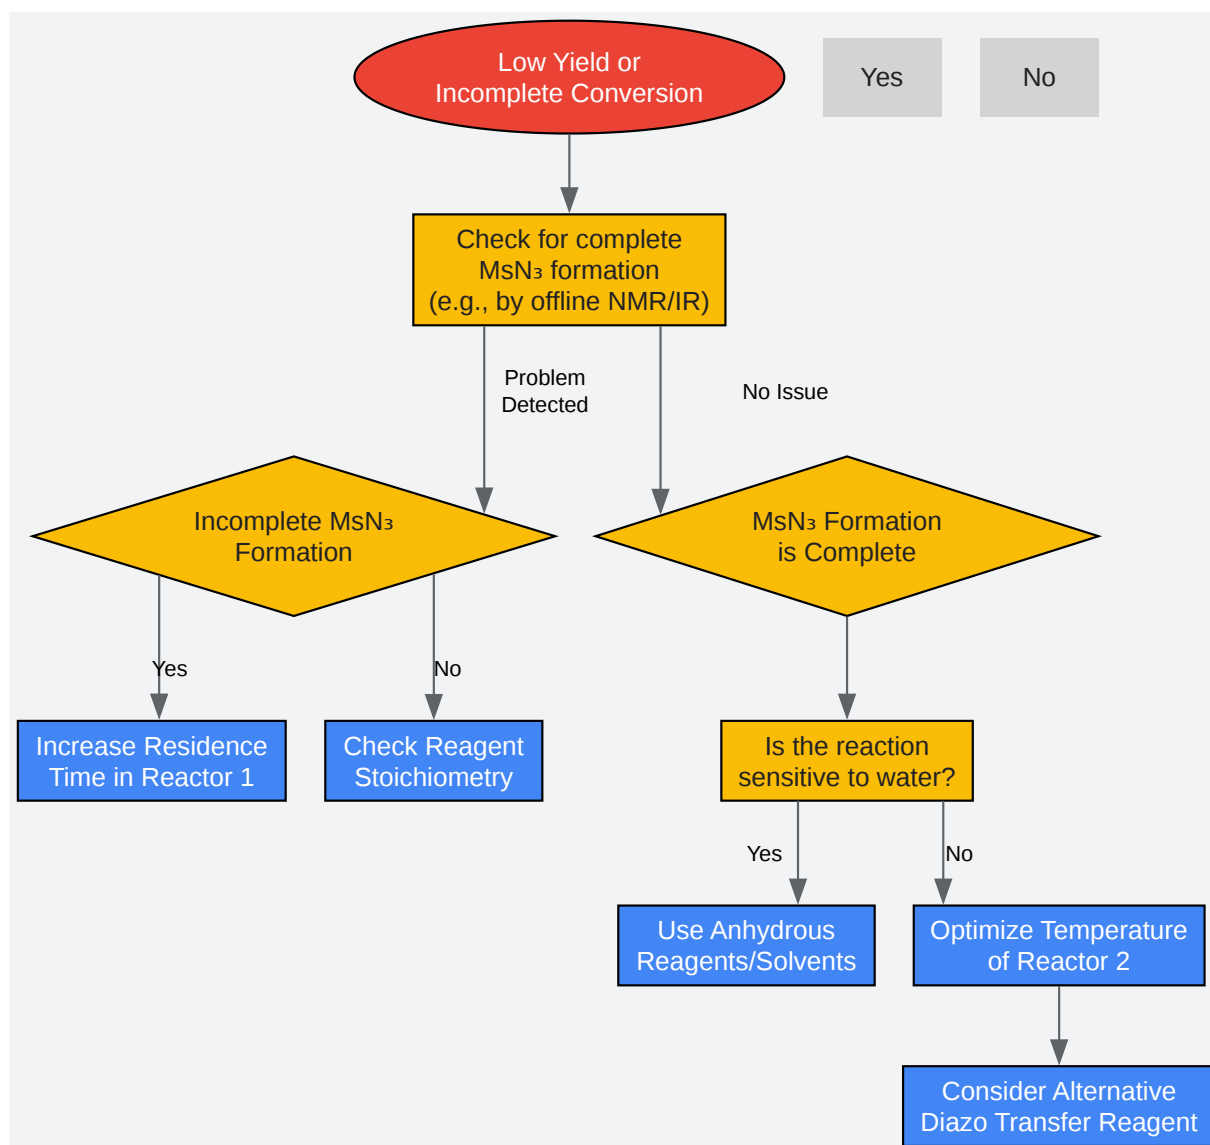 Low Yield or
Incomplete Conversion
Yes
No
Check for complete
MsN₃ formation
(e.g., by offline NMR/IR)
Problem
Detected
No Issue
Incomplete MsN₃
Formation
MsN₃ Formation
is Complete
Yes
No
Increase Residence
Time in Reactor 1
Check Reagent
Stoichiometry
Is the reaction
sensitive to water?
Yes
No
Use Anhydrous
Reagents/Solvents
Optimize Temperature
of Reactor 2
Consider Alternative
Diazo Transfer Reagent